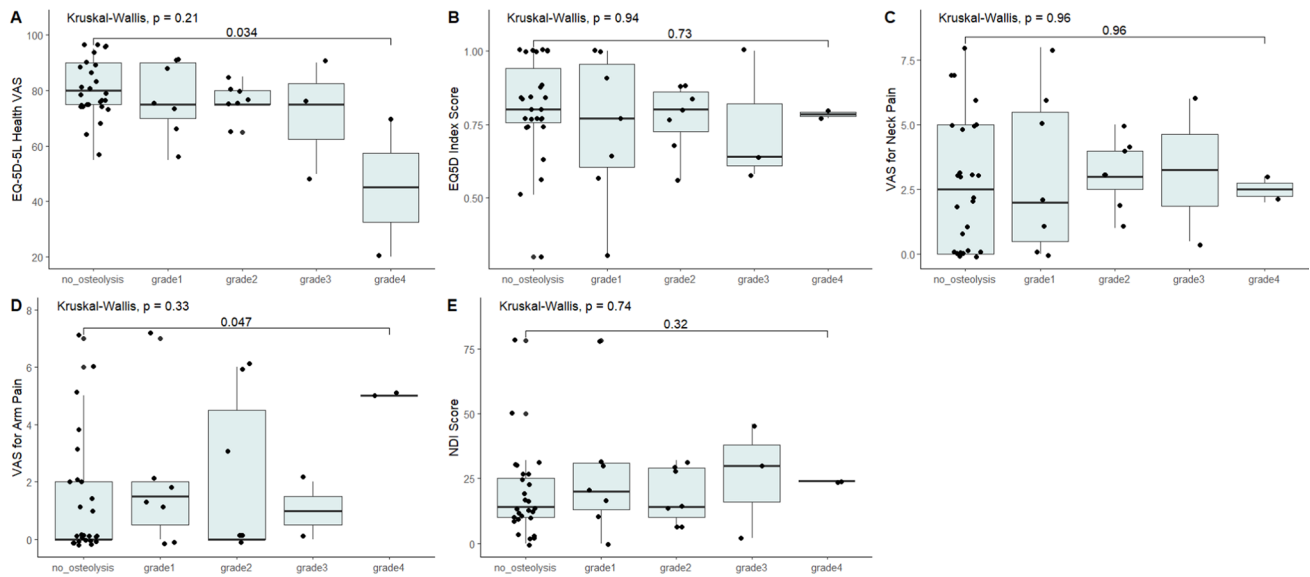 A
Kruskal-Wallis, p = 0.21
0.034
EQ-5D-5L Health VAS
100
80
60
40
20
no_osteolysis grade1 grade2 grade3 grade4
B
Kruskal-Wallis, p = 0.94
0.73
EQ5D Index Score
1.00
0.75
0.50
no_osteolysis grade1 grade2 grade3 grade4
C
Kruskal-Wallis, p = 0.96
0.96
VAS for Neck Pain
7.5
5.0
2.5
0.0
no_osteolysis grade1 grade2 grade3 grade4
D
Kruskal-Wallis, p = 0.33
0.047
VAS for Arm Pain
8
6
4
2
0
no_osteolysis grade1 grade2 grade3 grade4
E
Kruskal-Wallis, p = 0.74
0.32
NDI Score
75
50
25
0
no_osteolysis grade1 grade2 grade3 grade4